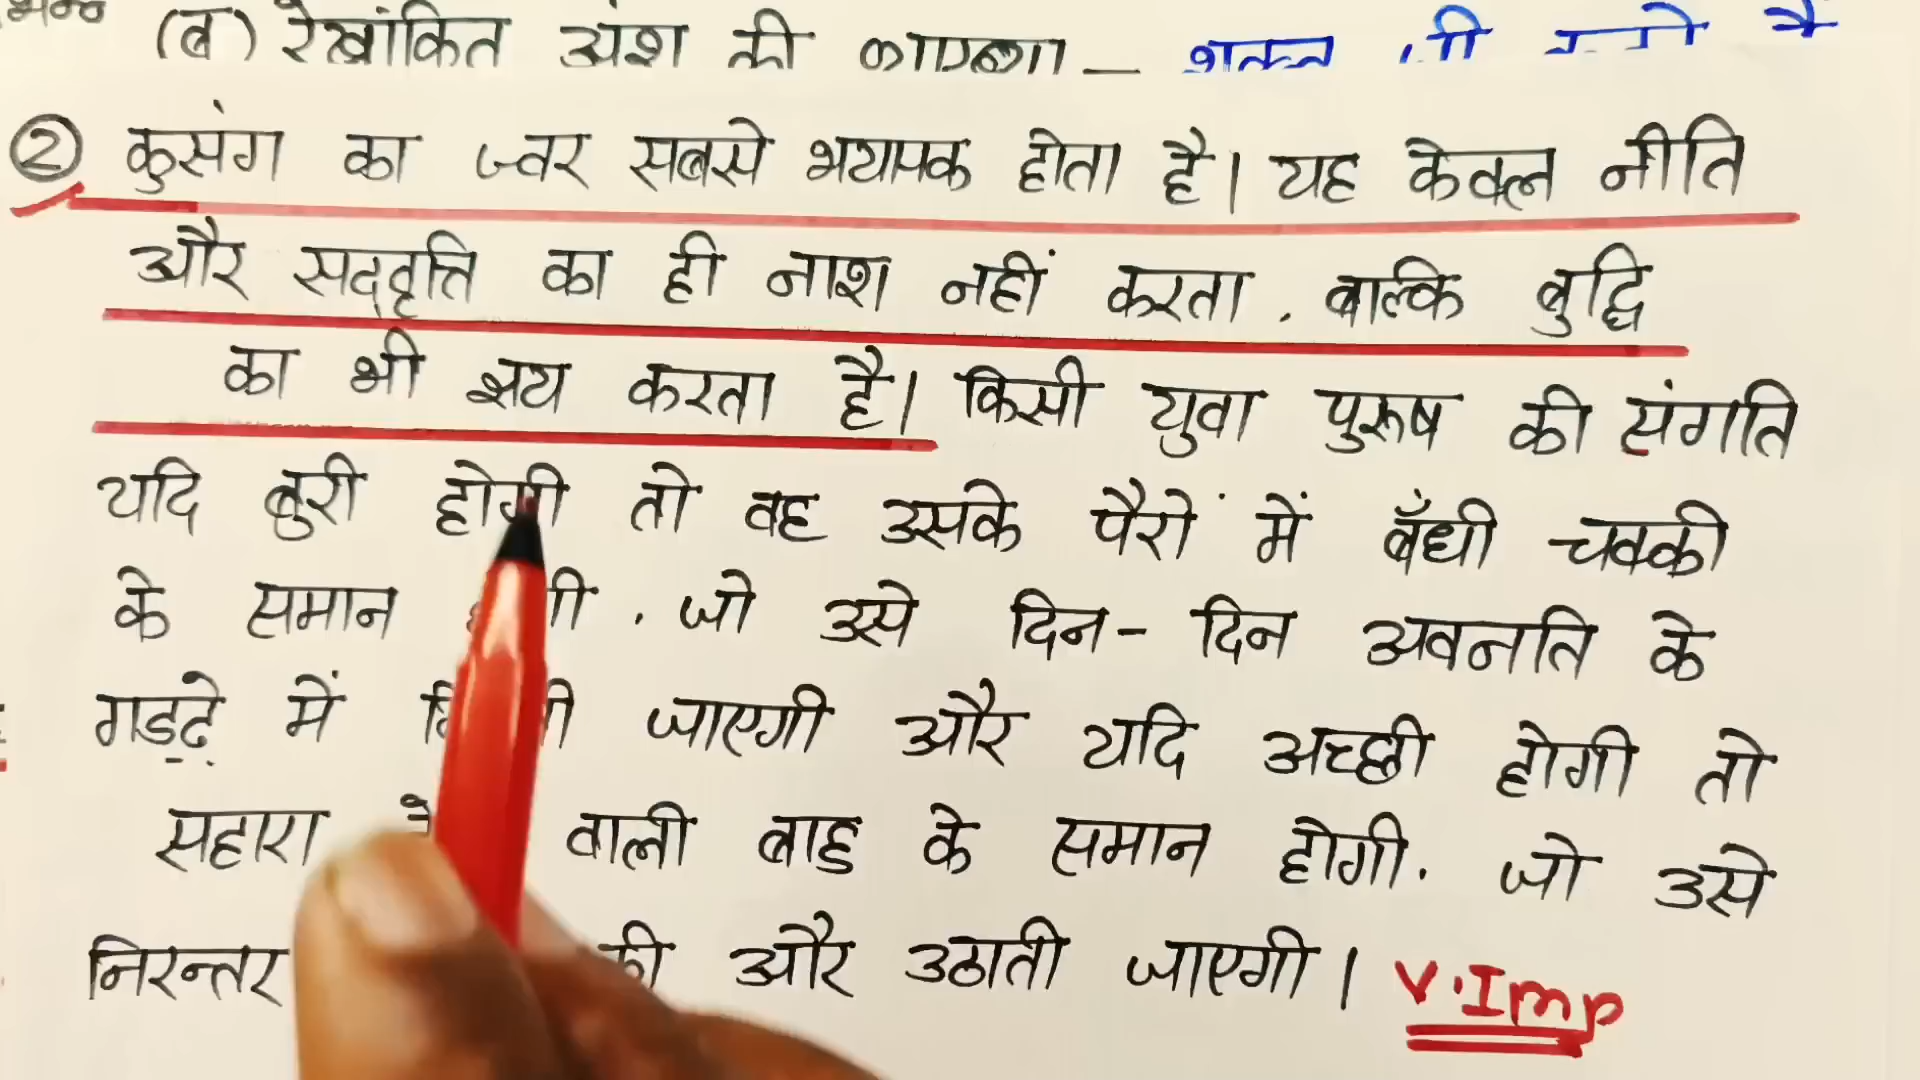 (ब) रेखांकित अंश की
② कुसंग का ज्वर सबसे भयानक होता है। यह केवल नीति
और सद्वृत्ति का ही नाश नहीं करता, बल्कि बुद्धि
का भी क्षय करता है। किसी युवा पुरूष की संगति
यदि बुरी होगी तो वह उसके पैरों में बँधी चक्की
के समान , जो उसे दिन-दिन अवनति के
गड्ढे में जाएगी और यदि अच्छी होगी तो
सहारा वाली बाहु के समान होगी, जो उसे
निरन्तर की और उठाती जाएगी। V.Imp